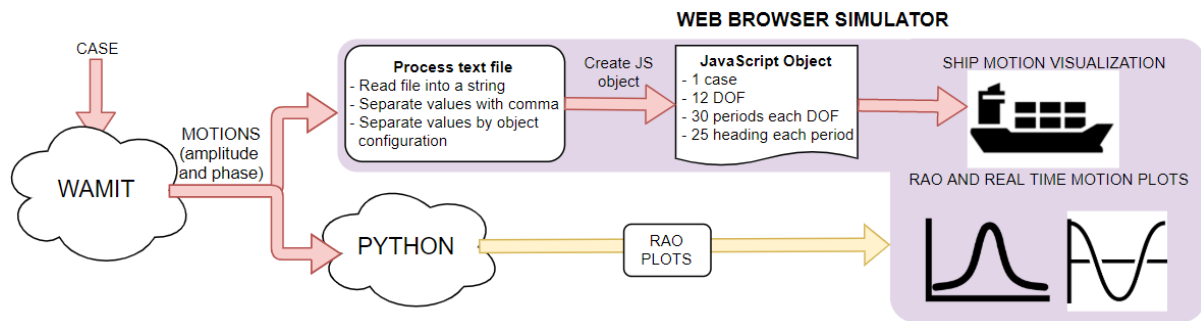 WEB BROWSER SIMULATOR
CASE
WAMIT
MOTIONS
(amplitude
and phase)
Process text file
- Read file into a string
- Separate values with comma
- Separate values by object
configuration
Create JS
object
JavaScript Object
- 1 case
- 12 DOF
- 30 periods each DOF
- 25 heading each period
SHIP MOTION VISUALIZATION
RAO AND REAL TIME MOTION PLOTS
PYTHON
RAO
PLOTS